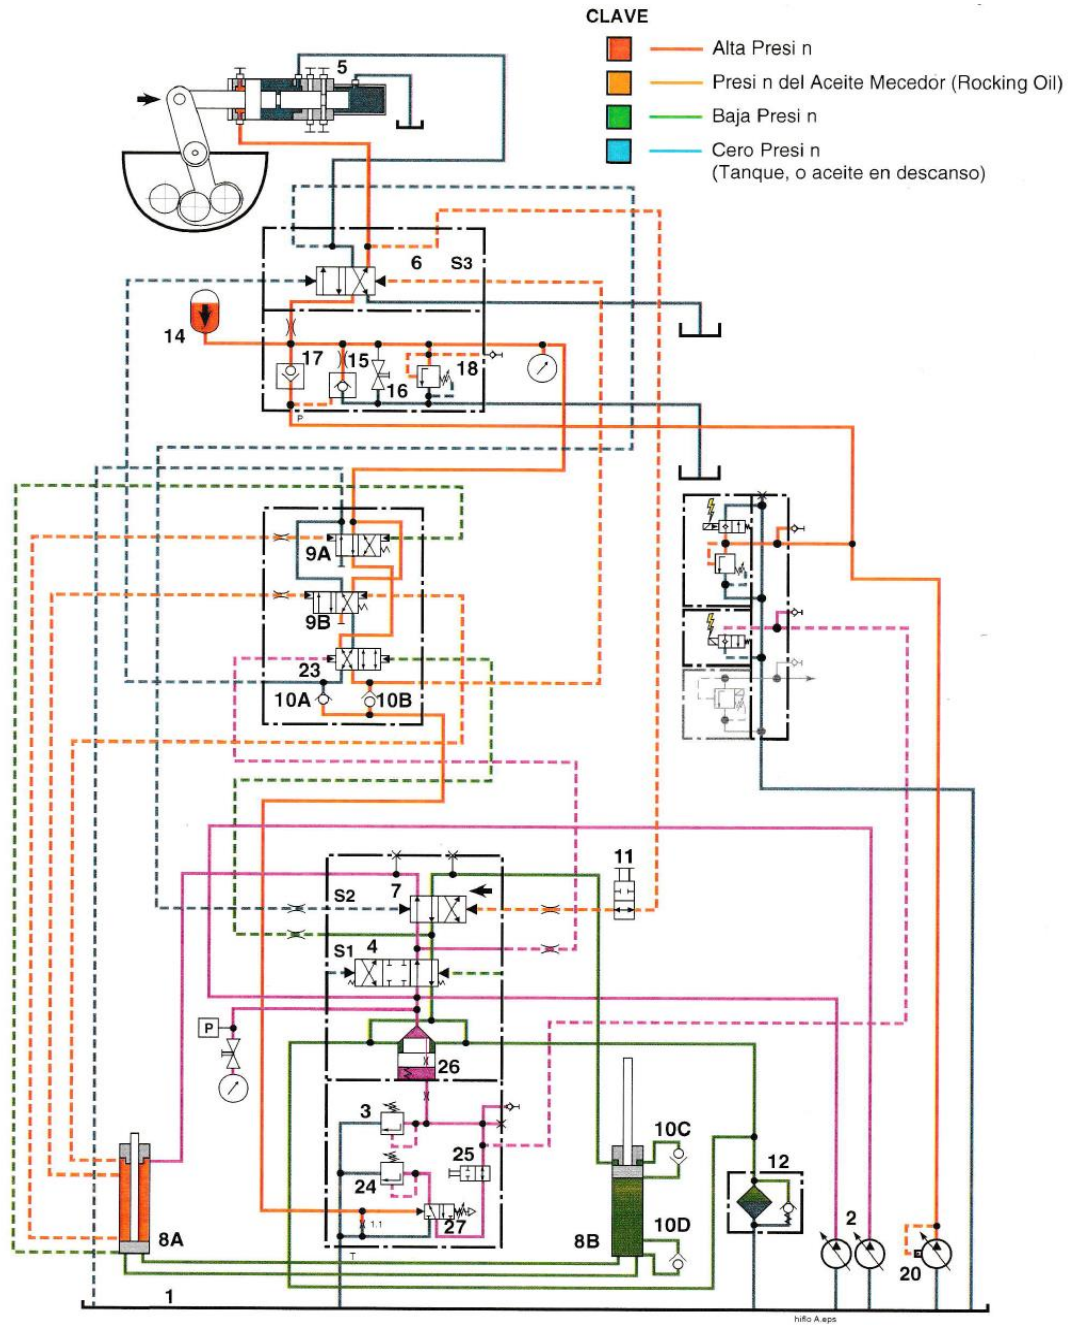 CLAVE
Alta Presi n
Presi n del Aceite Mecedor (Rocking Oil)
Baja Presi n
Cero Presi n
(Tanque, o aceite en descanso)
5
6 S3
14
17 15 16 18
P
9A
9B
23
10A 10B
11
7
S2
4
S1
P
26
3
25
24
27
1.1
T
8A
8B
10C
10D
12
2
20
1
hiflo A.eps